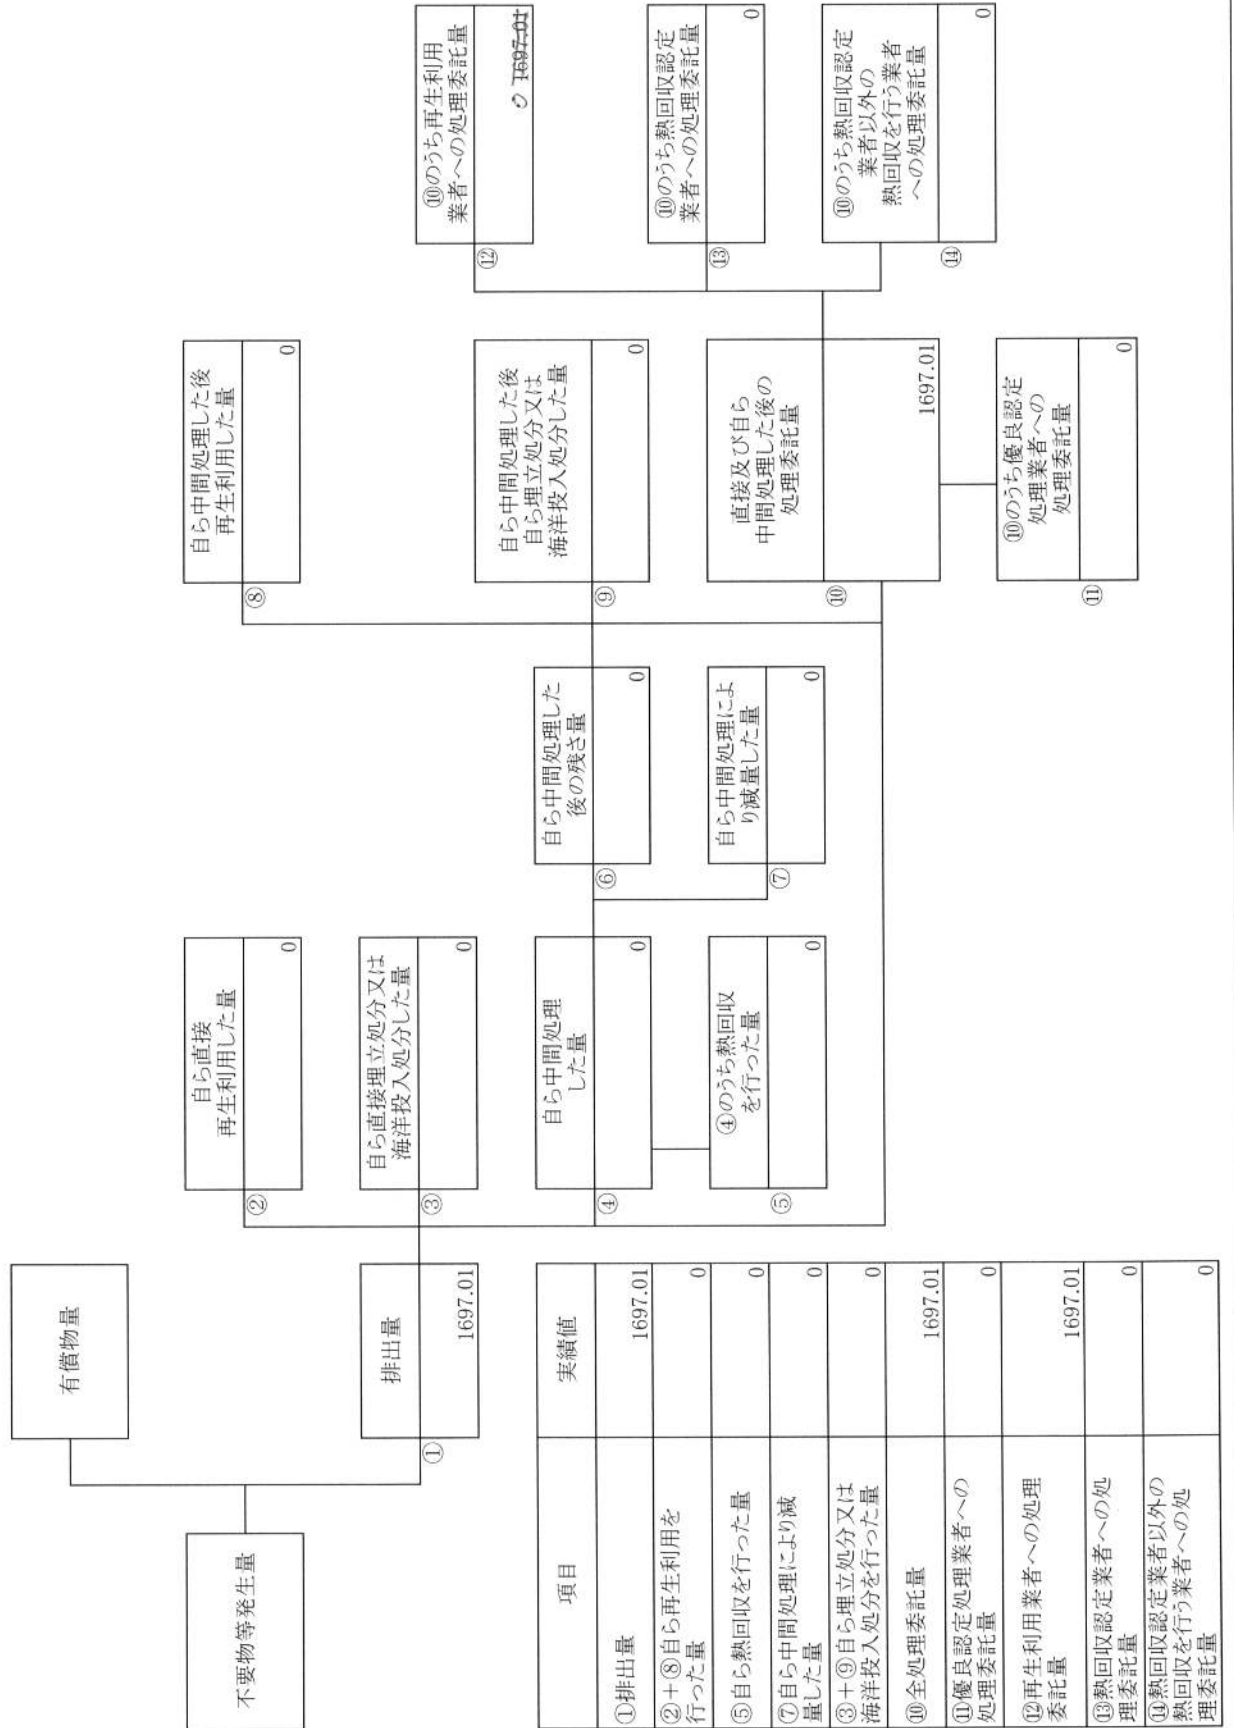 不要物等発生量
有償物量
①
排出量
1697.01
②
自ら直接
再生利用した量
0
③
自ら直接埋立処分又は
海洋投入処分した量
0
④
自ら中間処理
した量
0
⑤
④のうち熱回収
を行った量
0
⑥
自ら中間処理した
後の残さ量
0
⑦
自ら中間処理によ
り減量した量
0
⑧
自ら中間処理した後
再生利用した量
0
⑨
自ら中間処理した後
自ら埋立処分又は
海洋投入処分した量
0
⑩
直接及び自ら
中間処理した後の
処理委託量
1697.01
⑪
⑩のうち優良認定
処理業者への
処理委託量
0
⑫
⑩のうち再生利用
業者への処理委託量
0 1697.01
⑬
⑩のうち熱回収認定
業者への処理委託量
0
⑭
⑩のうち熱回収認定
業者以外の
熱回収を行う業者
への処理委託量
0
項目 実績値
①排出量 1697.01
②+⑧自ら再生利用を
行った量 0
⑤自ら熱回収を行った量 0
⑦自ら中間処理により減
量した量 0
③+⑨自ら埋立処分又は
海洋投入処分を行った量 0
⑩全処理委託量 1697.01
⑪優良認定処理業者への
処理委託量 0
⑫再生利用業者への処理
委託量 1697.01
⑬熱回収認定業者への処
理委託量 0
⑭熱回収認定業者以外の
熱回収を行う業者への処
理委託量 0